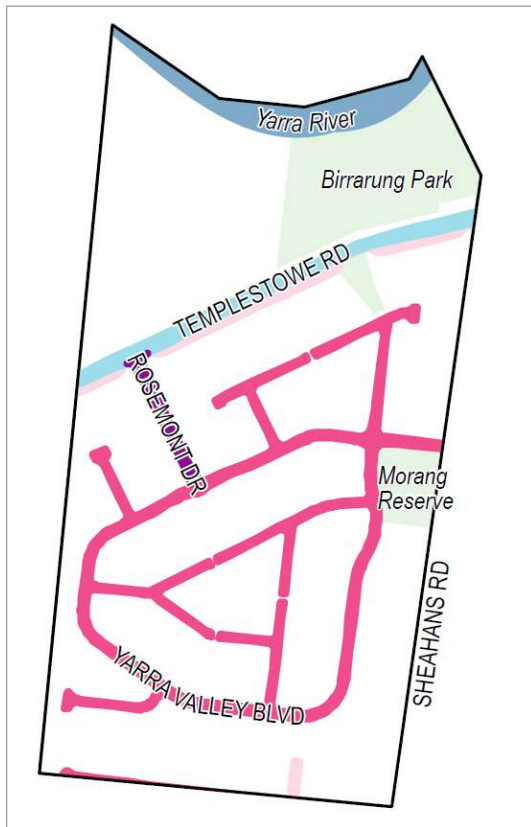 Yarra River
Birrarung Park
TEMPLESTOWE RD
ROSEMONT DR
Morang
Reserve
SHEAHANS RD
YARRA VALLEY BLVD